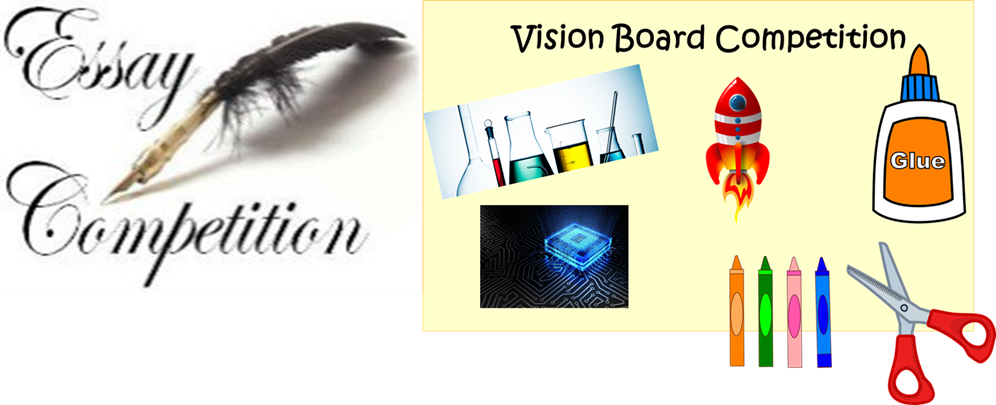 Essay
Competition
Vision Board Competition
Glue